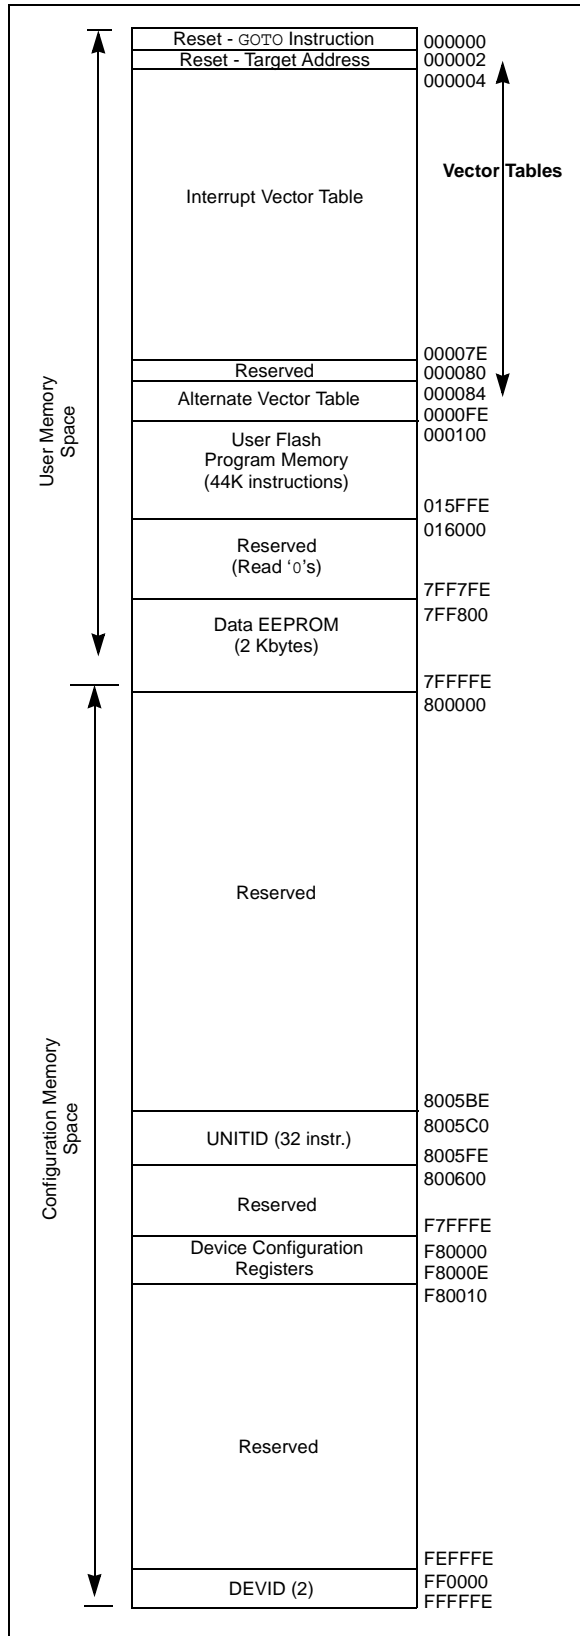 Reset - GOTO Instruction
000000
Reset - Target Address
000002
000004
Vector Tables
Interrupt Vector Table
00007E
Reserved
000080
Alternate Vector Table
000084
0000FE
User Flash
Program Memory
(44K instructions)
000100
015FFE
Reserved
(Read ‘0’s)
016000
7FF7FE
Data EEPROM
(2 Kbytes)
7FF800
7FFFFE
User Memory
Space
800000
Reserved
8005BE
UNITID (32 instr.)
8005C0
8005FE
Reserved
800600
F7FFFE
Device Configuration
Registers
F80000
F8000E
F80010
Reserved
FEFFFE
DEVID (2)
FF0000
FFFFFE
Configuration Memory
Space